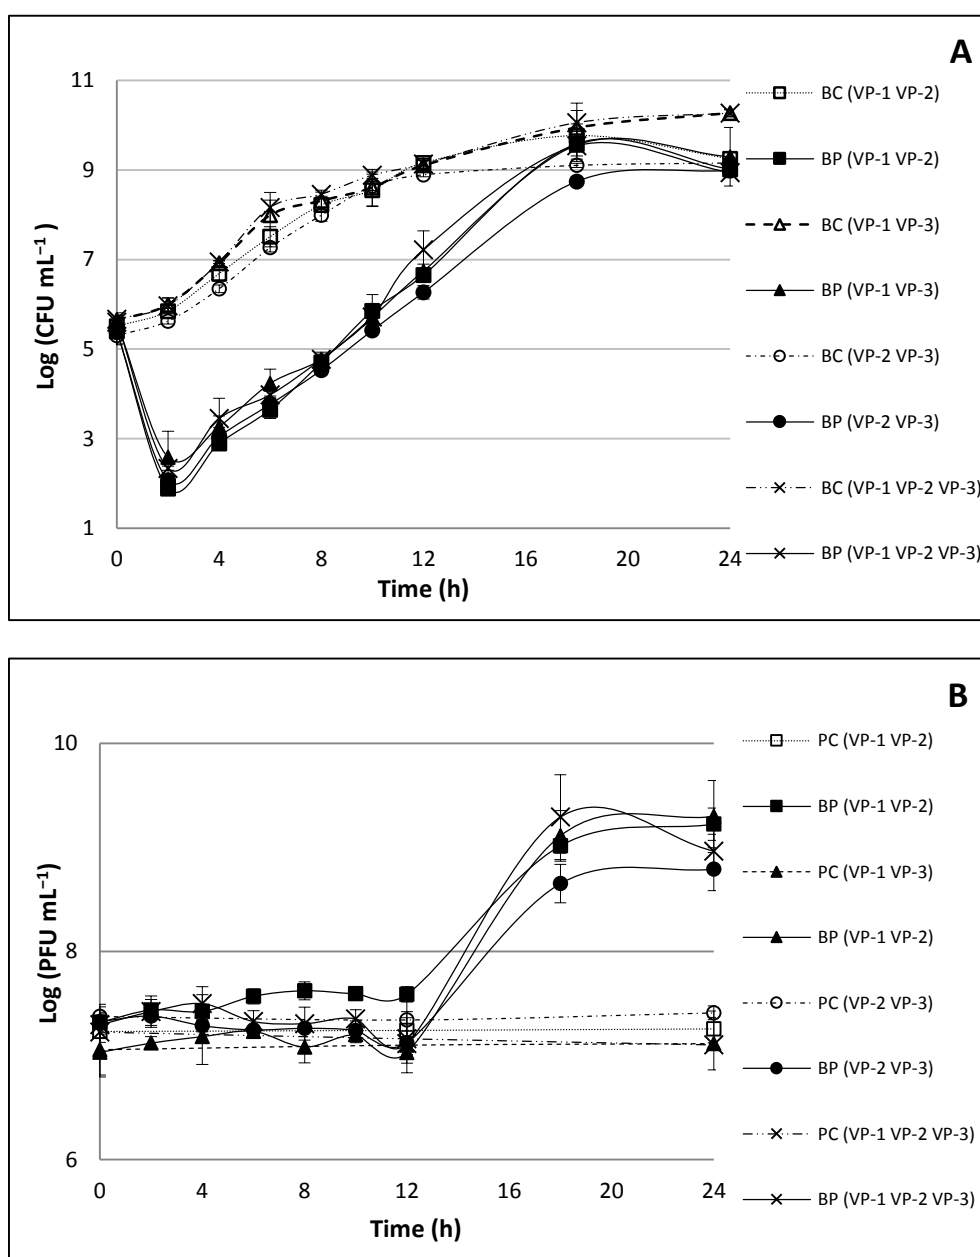 A
11
9
7
5
3
1
Log (CFU mL⁻¹ )
0
4
8
12
16
20
24
Time (h)
BC (VP-1 VP-2)
BP (VP-1 VP-2)
BC (VP-1 VP-3)
BP (VP-1 VP-3)
BC (VP-2 VP-3)
BP (VP-2 VP-3)
BC (VP-1 VP-2 VP-3)
BP (VP-1 VP-2 VP-3)
B
10
8
6
Log (PFU mL⁻¹)
0
4
8
12
16
20
24
Time (h)
PC (VP-1 VP-2)
BP (VP-1 VP-2)
PC (VP-1 VP-3)
BP (VP-1 VP-2)
PC (VP-2 VP-3)
BP (VP-2 VP-3)
PC (VP-1 VP-2 VP-3)
BP (VP-1 VP-2 VP-3)